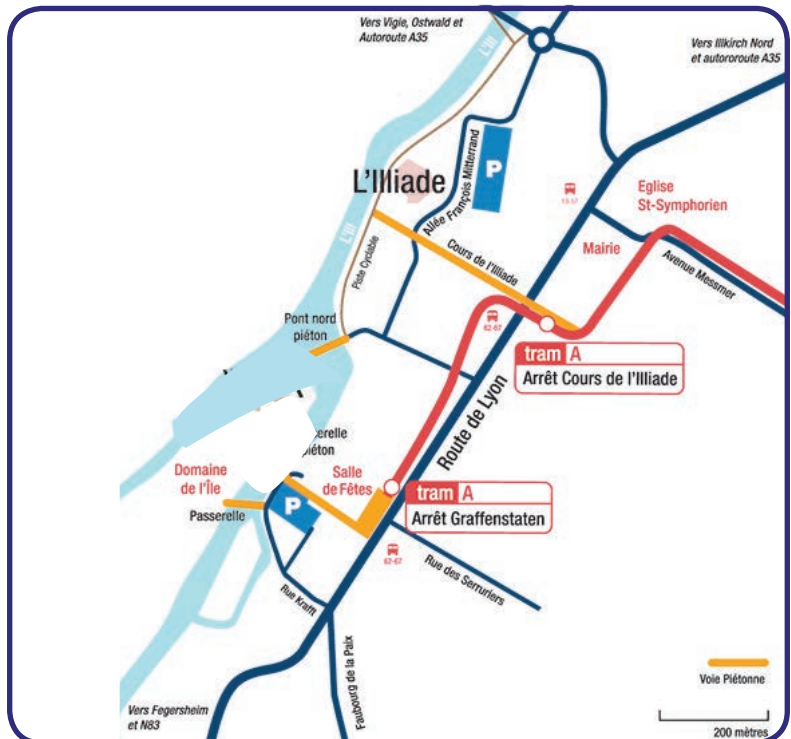 Vers Vigie, Ostwald et
Autoroute A35
Vers Illkirch Nord
et autororoute A35
L'Ill
P
L'Illiade
Allée François Mitterrand
Eglise
St-Symphorien
13-57
Mairie
Avenue Messmer
L'Ill
Piste Cyclable
Cours de l'Illiade
62-67
Pont nord
piéton
tram A
Arrêt Cours de l'Illiade
Route de Lyon
piéton
Domaine
de l'Île
Salle
de Fêtes
tram A
Arrêt Graffenstaten
Passerelle
P
62-67
Rue des Serruriers
Rue Krafft
Faubourg de la Paix
Vers Fegersheim
et N83
Voie Piétonne
200 mètres